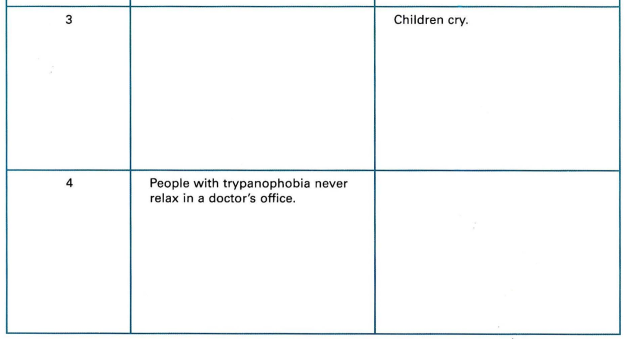 3
Children cry.
4
People with trypanophobia never
relax in a doctor's office.